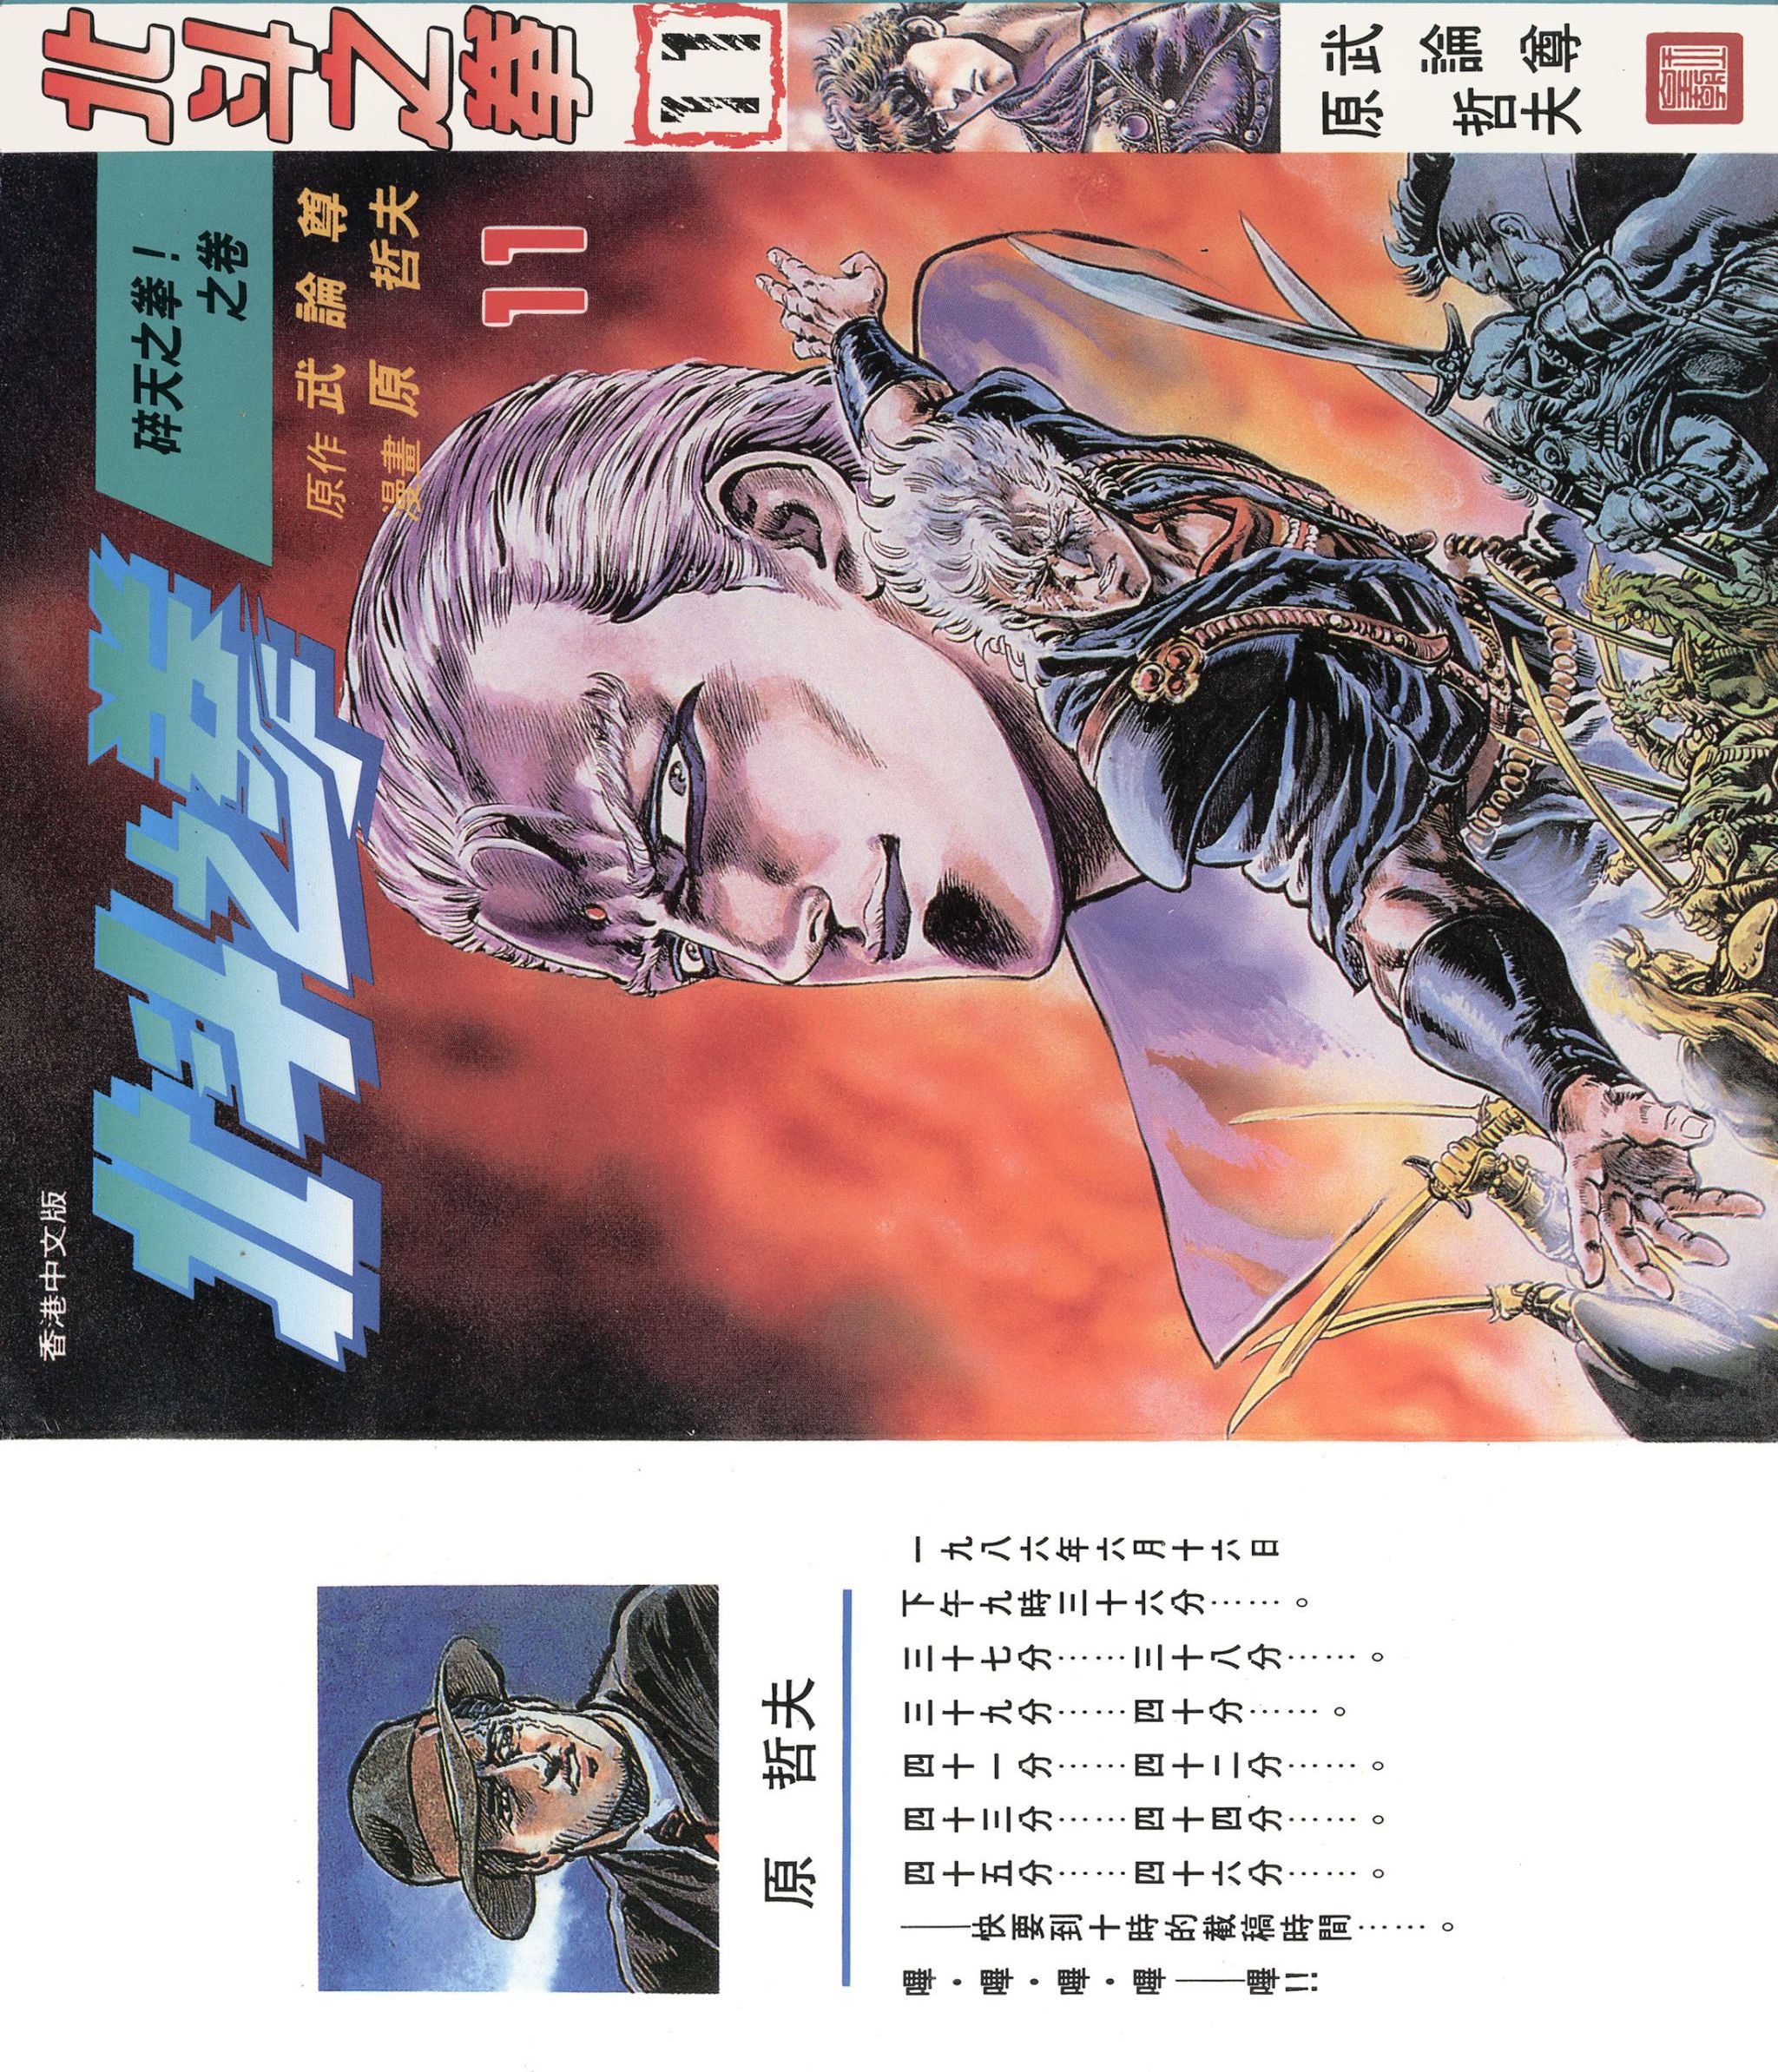 北斗之拳
11
武論尊
原哲夫
香港中文版
北斗之拳
碎天之拳！
之卷
原作 武論尊
漫畫 原哲夫
11
原 哲夫
一九八六年六月十六日
下午九時三十六分……。
三十七分……三十八分……。
三十九分……四十分……。
四十一分……四十二分……。
四十三分……四十四分……。
四十五分……四十六分……。
——快要到十時的截稿時間……。
嗶・嗶・嗶・嗶——嗶!!